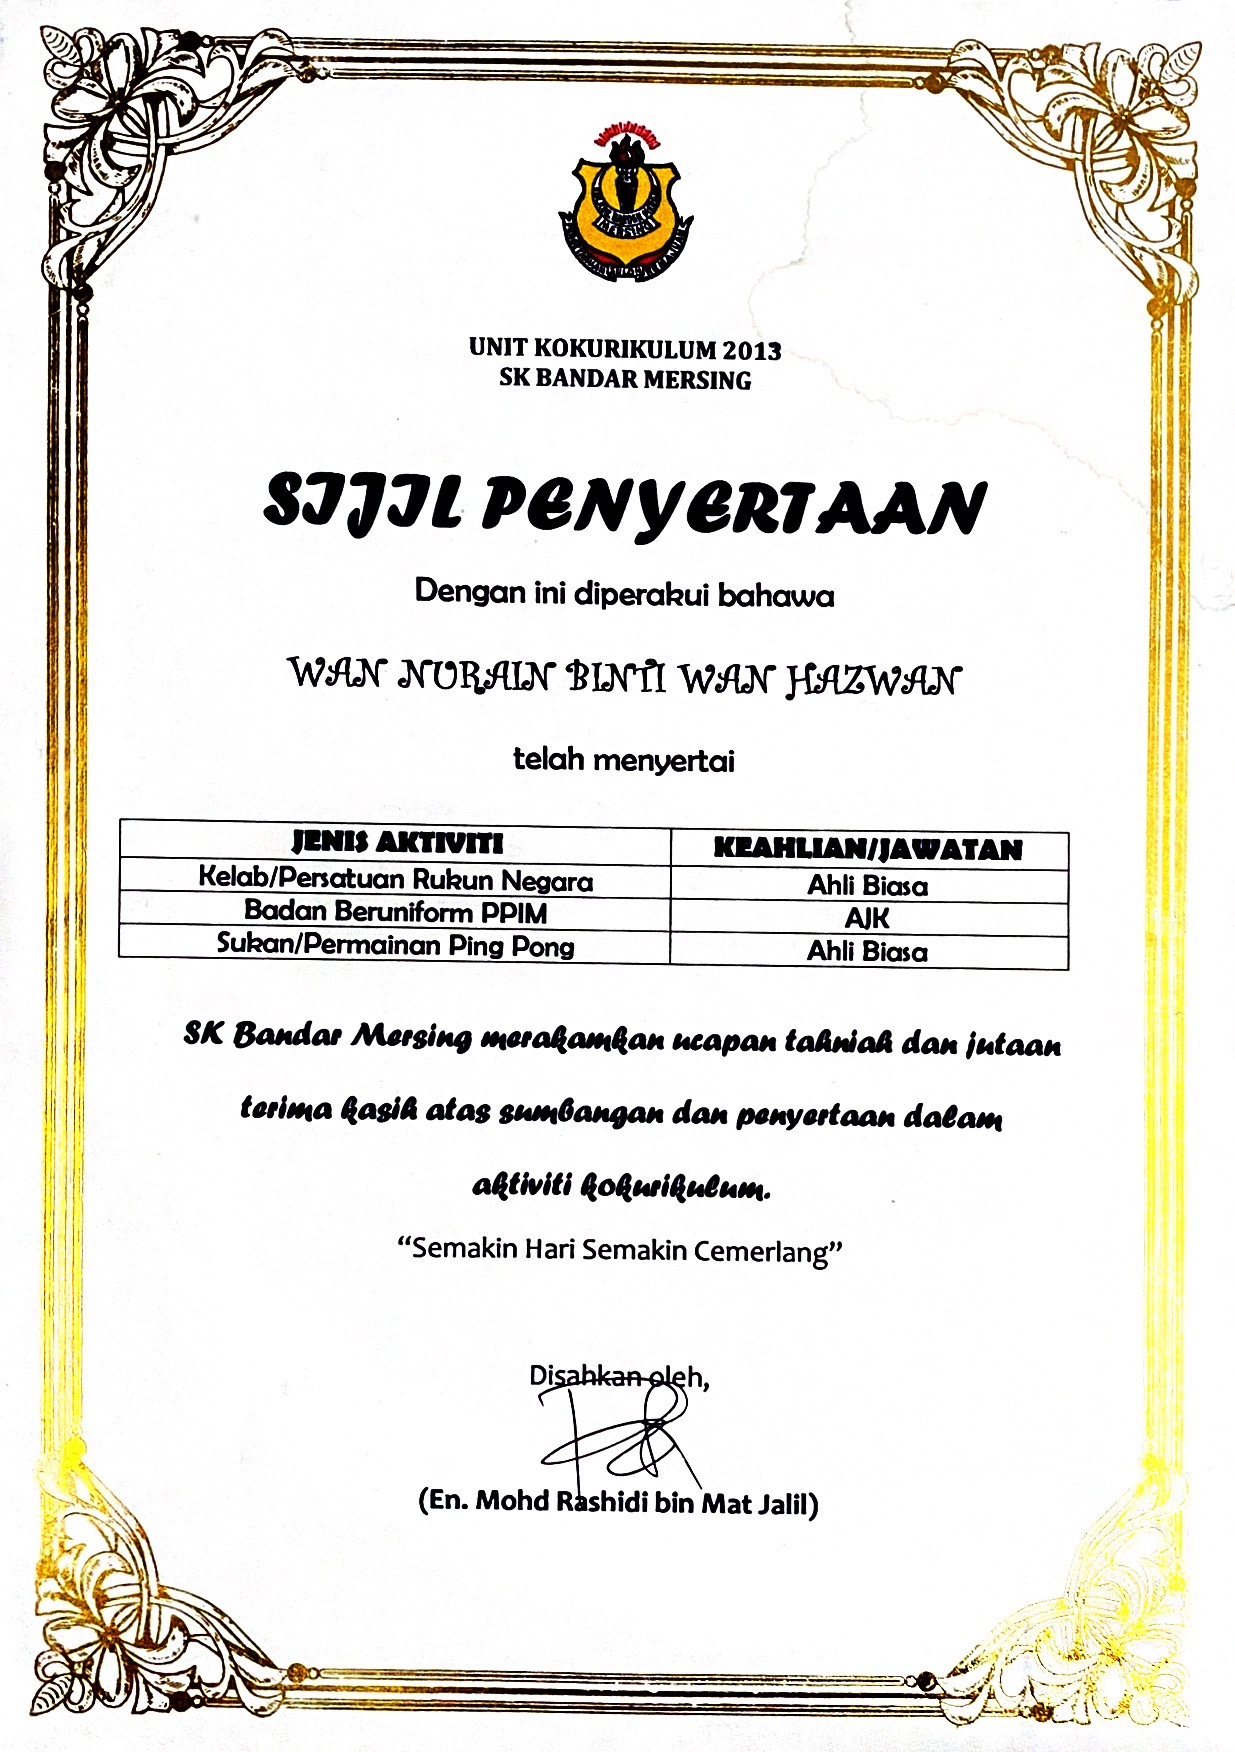 MERSING
UNIT KOKURIKULUM 2013
SK BANDAR MERSING
SIJIL PENYERTAAN
Dengan ini diperakui bahawa
WAN NURAIN BINTI WAN HAZWAN
telah menyertai
JENIS AKTIVITI KEAHLIAN/JAWATAN
Kelab/Persatuan Rukun Negara Ahli Biasa
Badan Beruniform PPIM AJK
Sukan/Permainan Ping Pong Ahli Biasa
SK Bandar Mersing merakamkan ucapan tahniah dan jutaan
terima kasih atas sumbangan dan penyertaan dalam
aktiviti kokurikulum.
“Semakin Hari Semakin Cemerlang”
Disahkan oleh,
(En. Mohd Rashidi bin Mat Jalil)